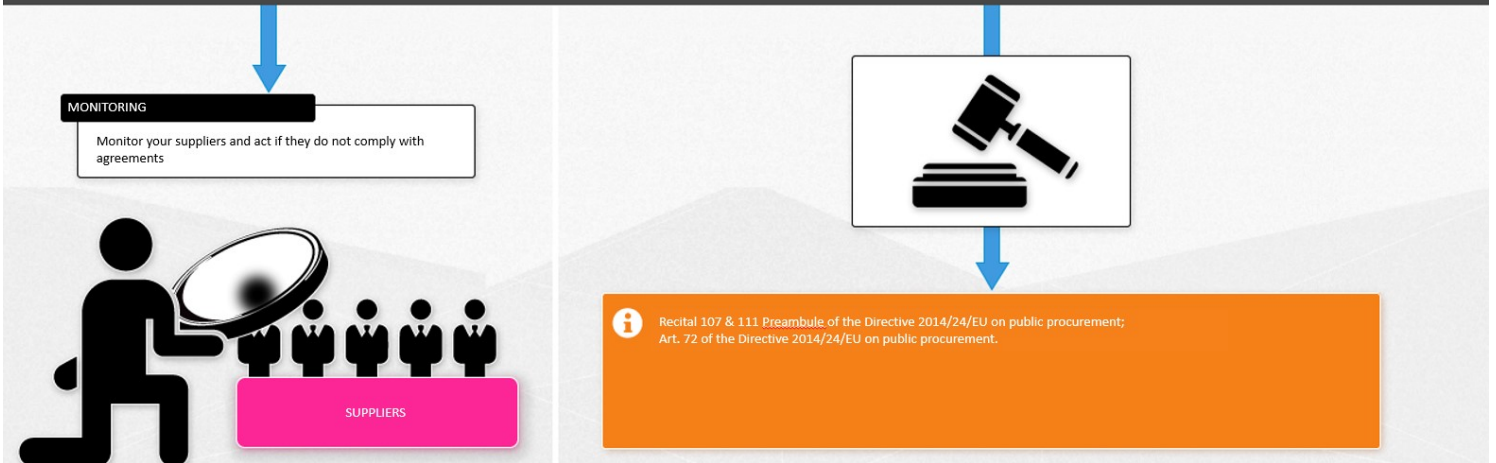 MONITORING
Monitor your suppliers and act if they do not comply with
agreements
SUPPLIERS
Recital 107 & 111 Preambule of the Directive 2014/24/EU on public procurement;
Art. 72 of the Directive 2014/24/EU on public procurement.